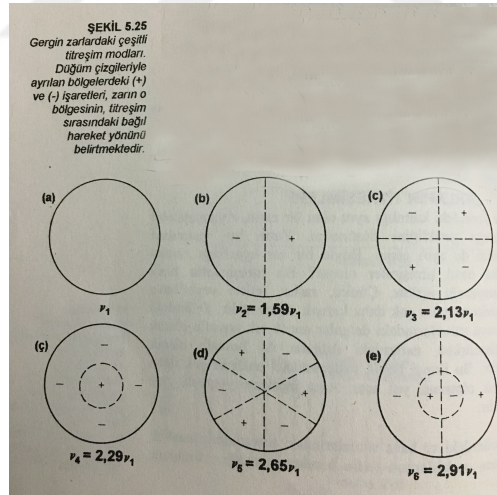 ŞEKİL 5.25
Gergin zarlardaki çeşitli
titreşim modları.
Düğüm çizgileriyle
ayrılan bölgelerdeki (+)
ve (-) işaretleri, zarın o
bölgesinin, titreşim
sırasındaki bağıl
hareket yönünü
belirtmektedir.
(a)
ν₁
(b)
− +
ν₂= 1,59ν₁
(c)
− +
+ −
ν₃ = 2,13ν₁
(ç)
−
− + −
−
ν₄ = 2,29ν₁
(d)
+ −
− +
+ −
ν₅ = 2,65ν₁
(e)
− + − +
ν₆ = 2,91ν₁